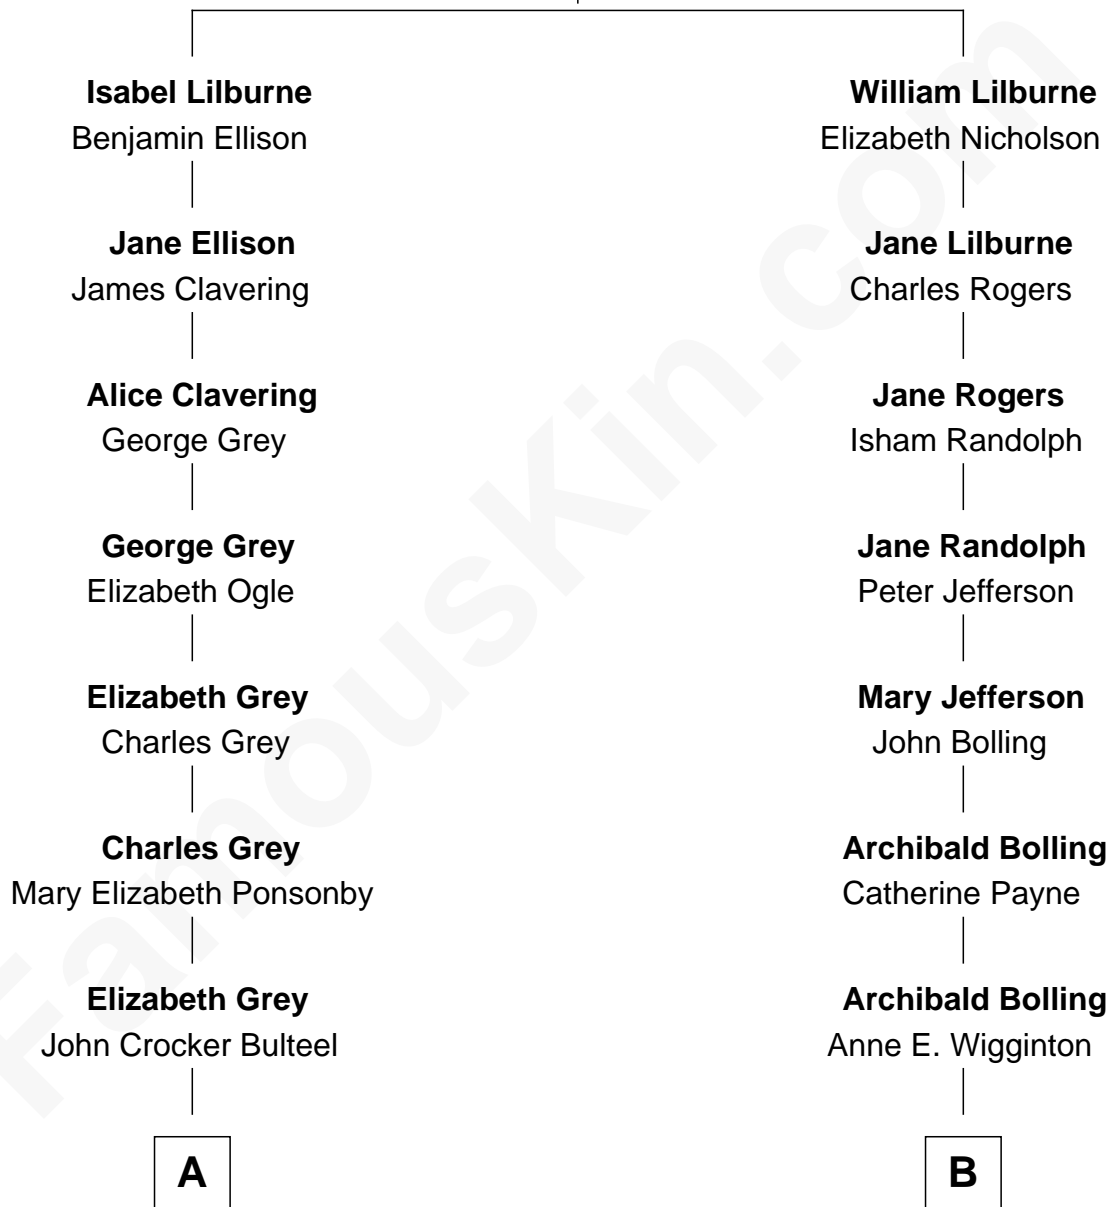 Isabel Lilburne
Benjamin Ellison
William Lilburne
Elizabeth Nicholson
Jane Ellison
James Clavering
Jane Lilburne
Charles Rogers
Alice Clavering
George Grey
Jane Rogers
Isham Randolph
George Grey
Elizabeth Ogle
Jane Randolph
Peter Jefferson
Elizabeth Grey
Charles Grey
Mary Jefferson
John Bolling
Charles Grey
Mary Elizabeth Ponsonby
Archibald Bolling
Catherine Payne
Elizabeth Grey
John Crocker Bulteel
Archibald Bolling
Anne E. Wigginton
A
B
FamousKin.com